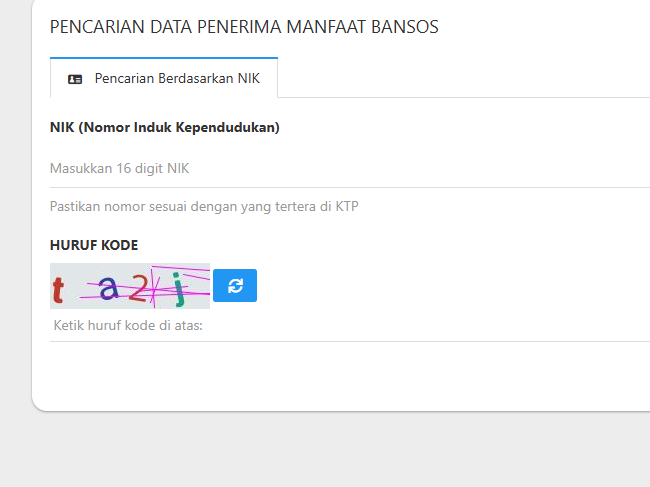 PENCARIAN DATA PENERIMA MANFAAT BANSOS
Pencarian Berdasarkan NIK
NIK (Nomor Induk Kependudukan)
Masukkan 16 digit NIK
Pastikan nomor sesuai dengan yang tertera di KTP
HURUF KODE
t a 2 j
Ketik huruf kode di atas: